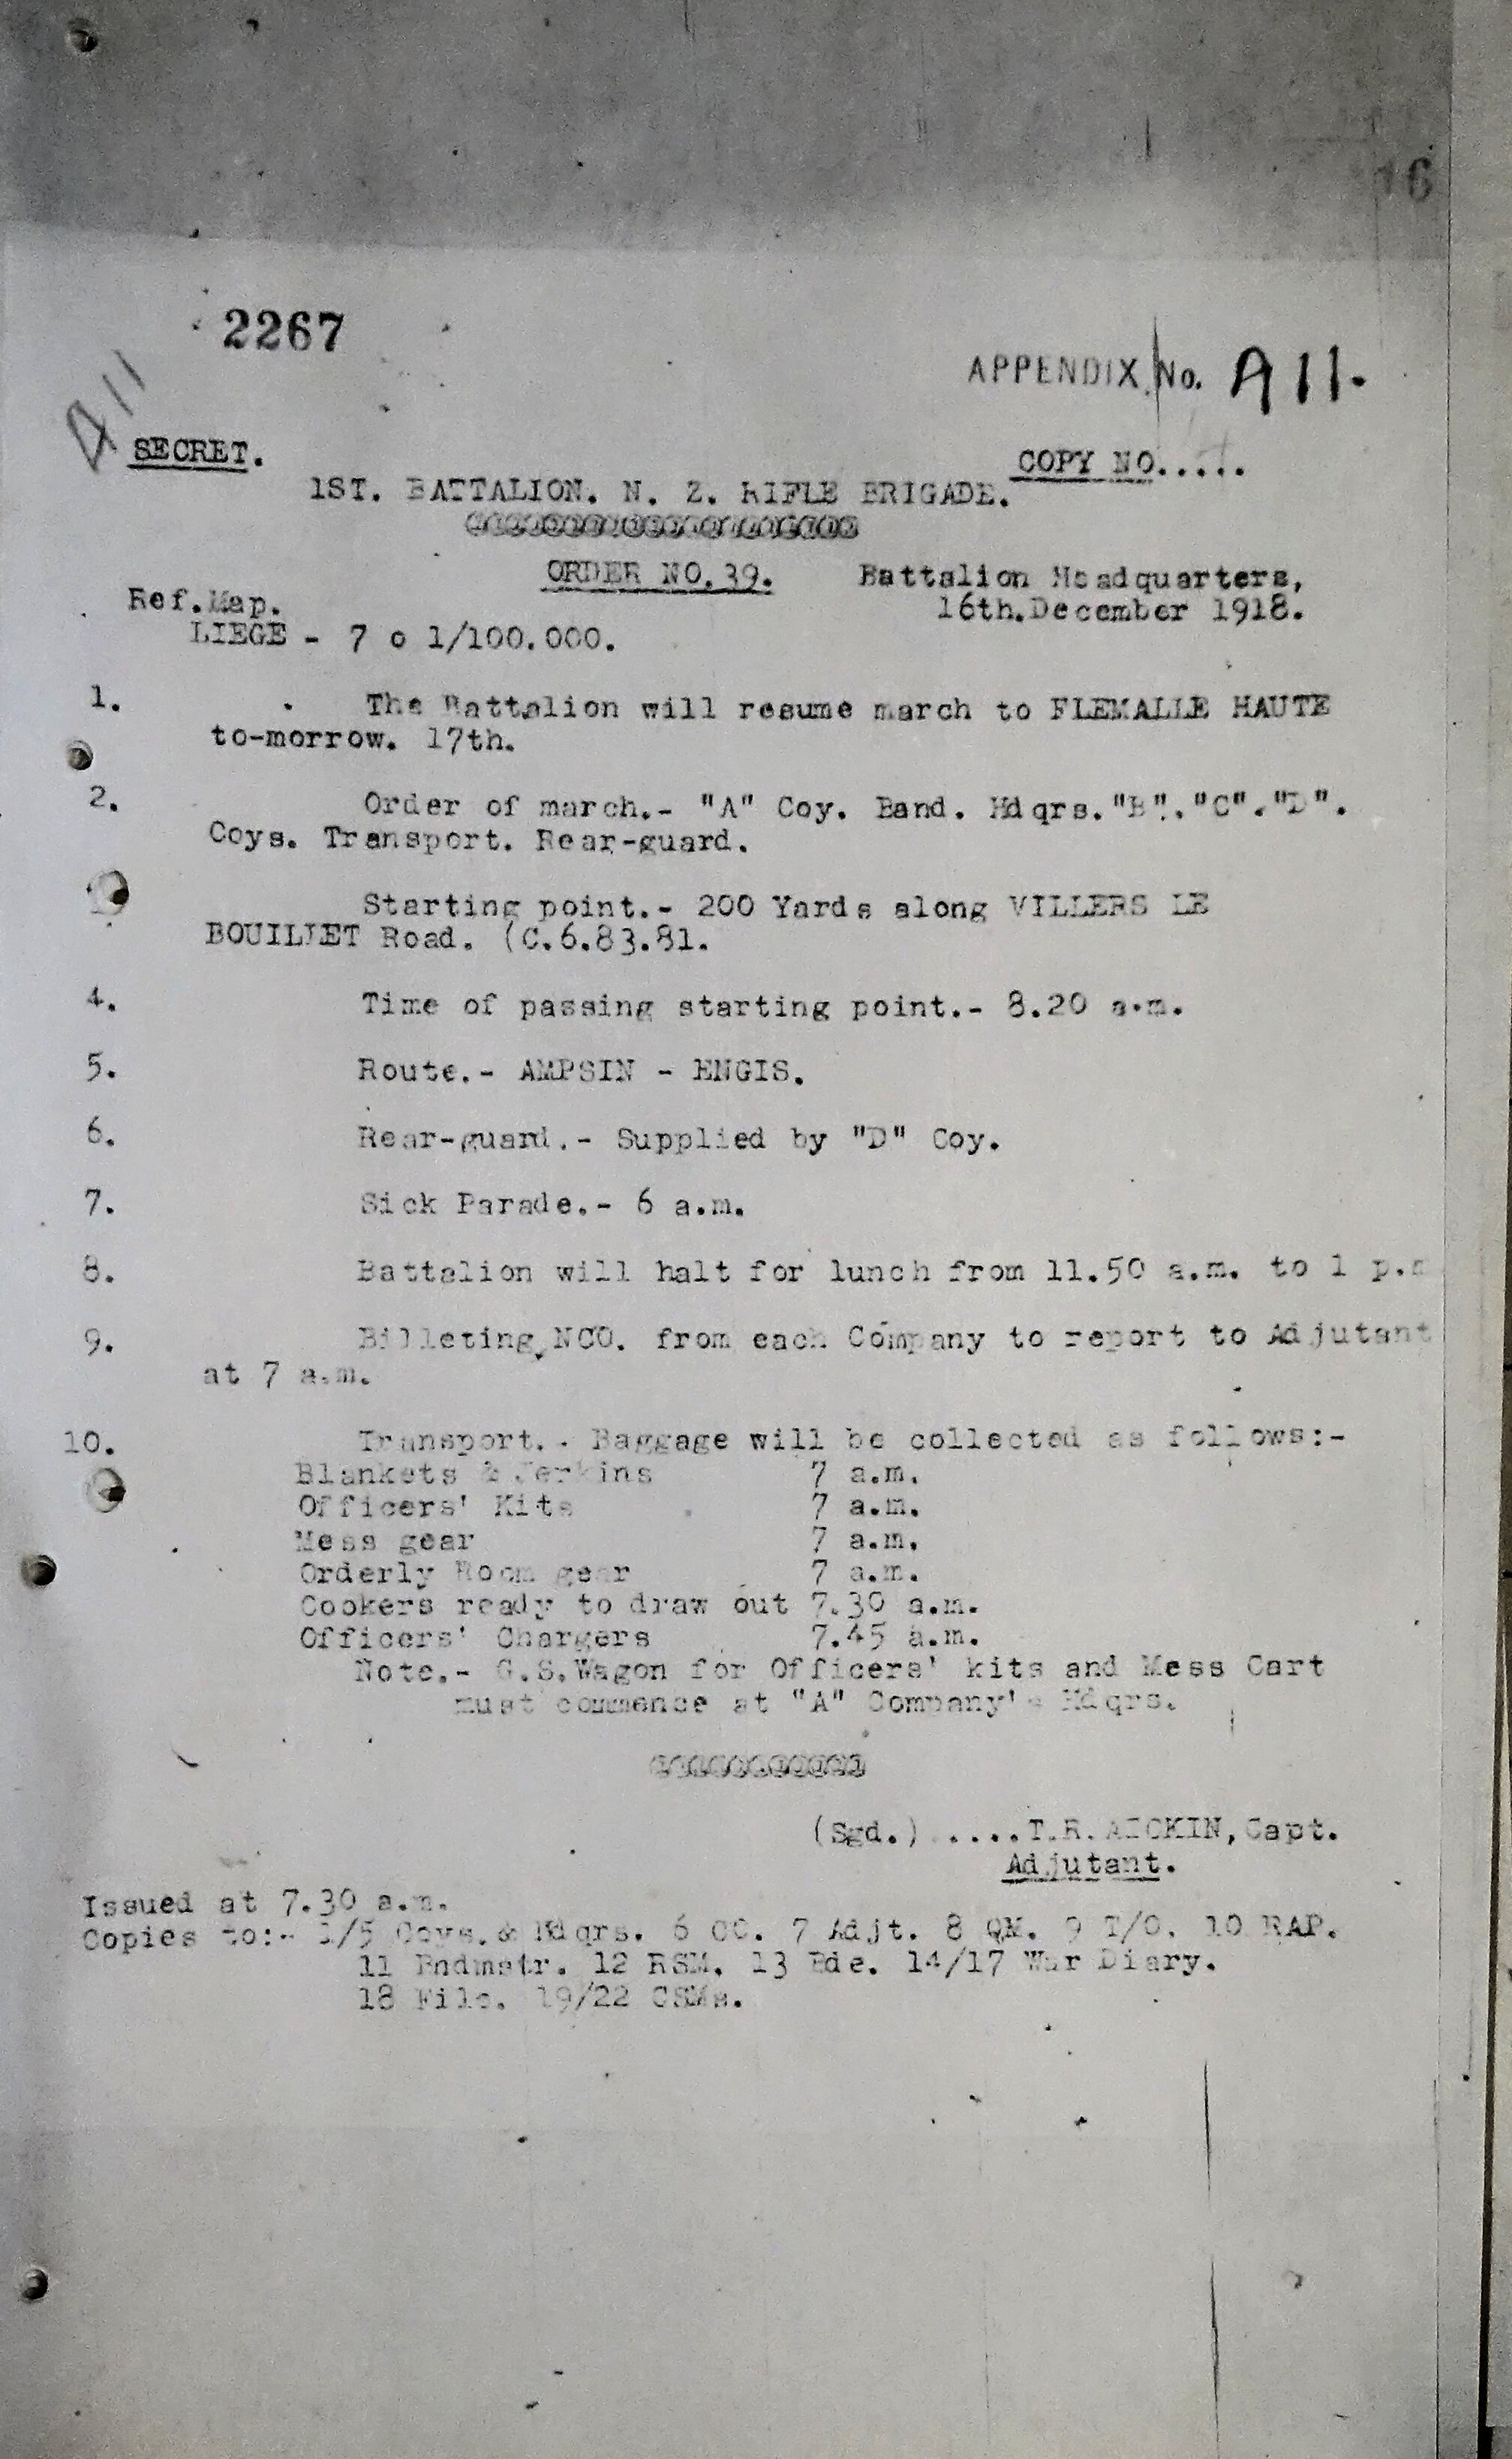 16
2267
APPENDIX No. A11.
A11
SECRET.
COPY NO.....
1ST. BATTALION. N. Z. RIFLE BRIGADE.
ORDER NO.39.
Battalion Headquarters,
Ref.Map.
16th.December 1918.
LIEGE - 7 o 1/100.000.
1. The Battalion will resume march to FLEMALLE HAUTE
to-morrow. 17th.
2. Order of march.- "A" Coy. Band. Hdqrs."B"."C"."D".
Coys. Transport. Rear-guard.
Starting point.- 200 Yards along VILLERS LE
BOUILLET Road. (C.6.83.81.
4. Time of passing starting point.- 8.20 a.m.
5. Route.- AMPSIN - ENGIS.
6. Rear-guard.- Supplied by "D" Coy.
7. Sick Parade.- 6 a.m.
8. Battalion will halt for lunch from 11.50 a.m. to 1 p.m
9. Billeting NCO. from each Company to report to Adjutant
at 7 a.m.
10. Transport.- Baggage will be collected as follows:-
Blankets & Jerkins 7 a.m.
Officers' Kits 7 a.m.
Mess gear 7 a.m.
Orderly Room gear 7 a.m.
Cookers ready to draw out 7.30 a.m.
Officers' Chargers 7.45 a.m.
Note.- G.S.Wagon for Officers' kits and Mess Cart
must commence at "A" Company's Hdqrs.
(Sgd.) .....T.R.AICKIN, Capt.
Adjutant.
Issued at 7.30 a.m.
Copies to:- 1/5 Coys.& Hdqrs. 6 CO. 7 Adjt. 8 QM. 9 T/O. 10 RAP.
11 Bndmstr. 12 RSM. 13 Bde. 14/17 War Diary.
18 File. 19/22 CSMs.